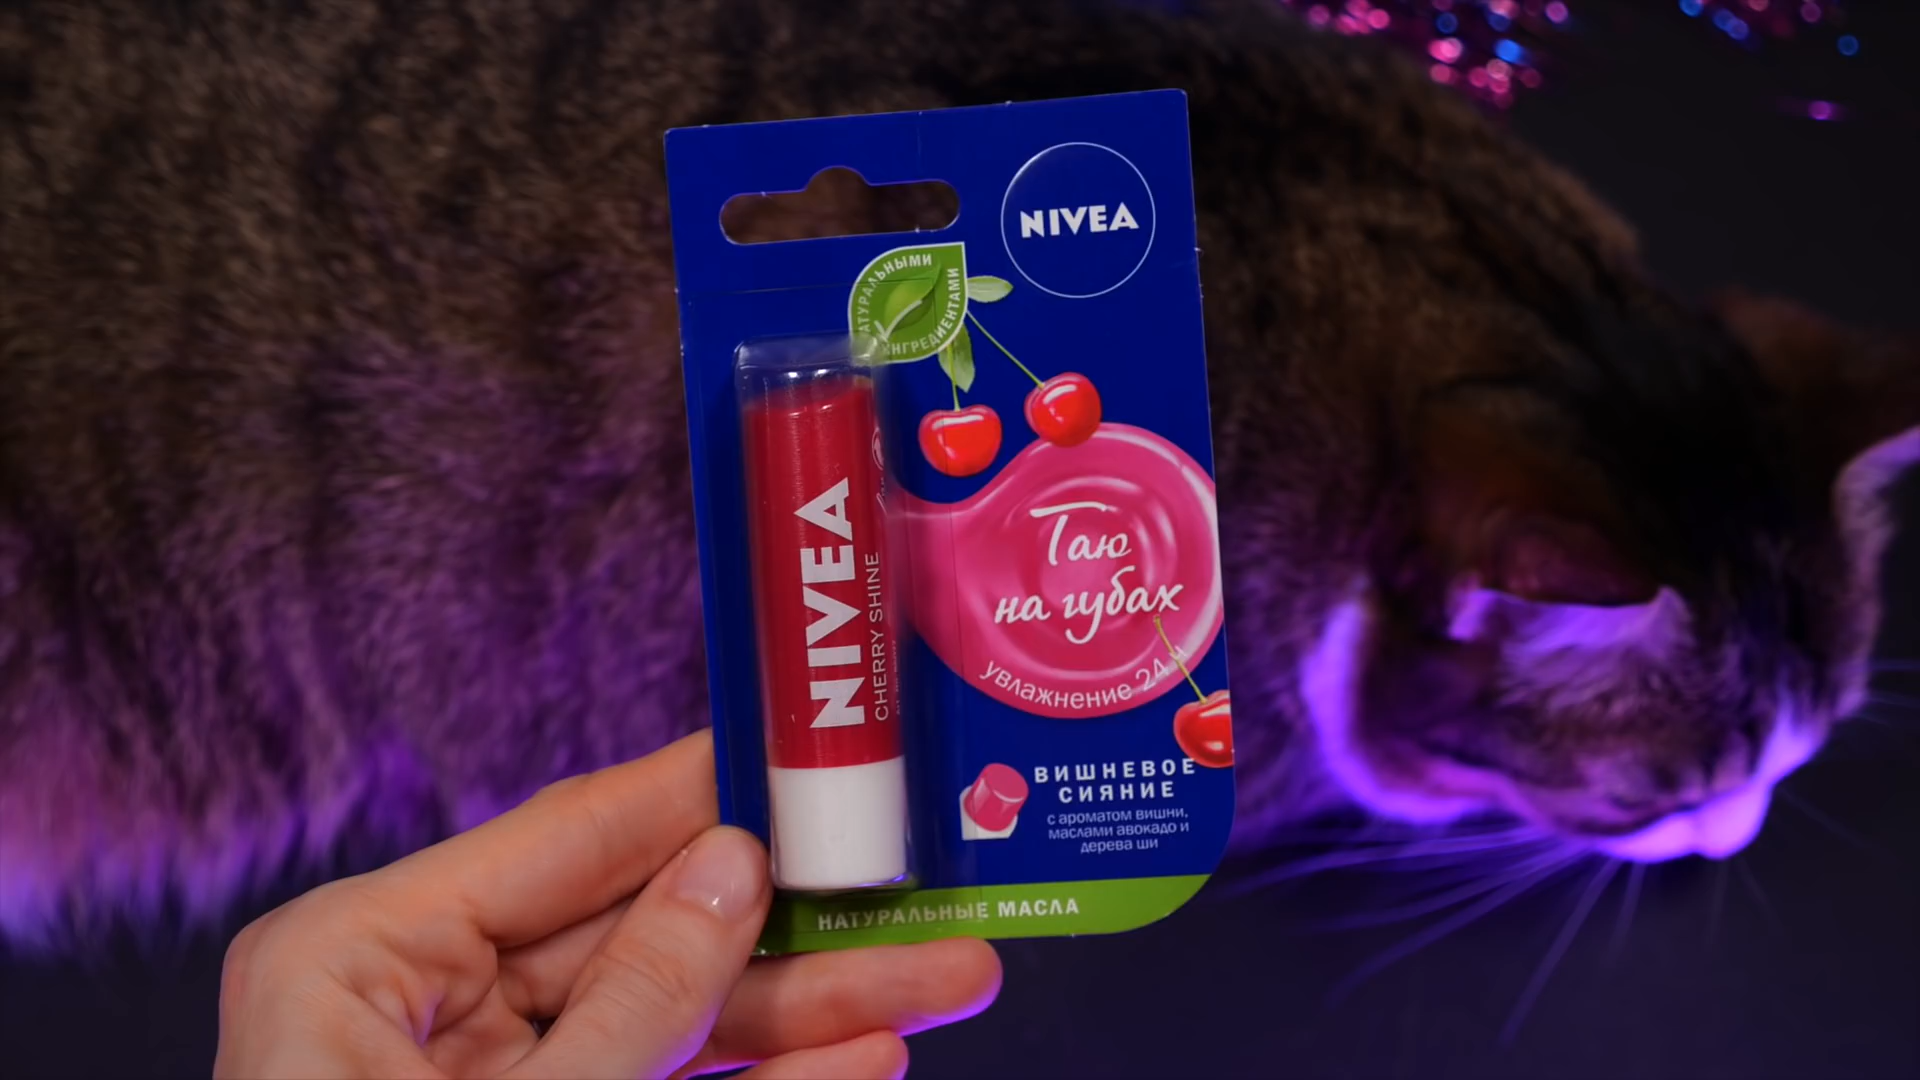 NIVEA
НАТУРАЛЬНЫМИ
ИНГРЕДИЕНТАМИ
NIVEA
CHERRY SHINE
Таю
на губах
увлажнение 24 ч
ВИШНЕВОЕ
СИЯНИЕ
с ароматом вишни,
маслами авокадо и
дерева ши
НАТУРАЛЬНЫЕ МАСЛА